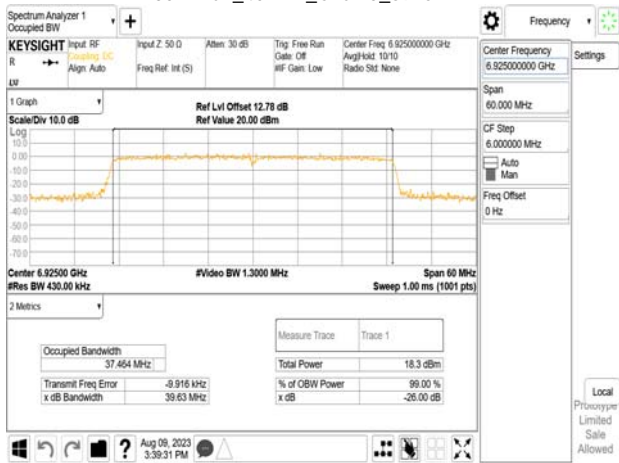 Spectrum Analyzer 1
Occupied BW
Frequency
KEYSIGHT
R
Input: RF
Coupling: DC
Align: Auto
Input Z: 50 Ω
Freq Ref: Int (S)
Atten: 30 dB
Trig: Free Run
Gate: Off
#IF Gain: Low
Center Freq: 6.925000000 GHz
Avg|Hold: 10/10
Radio Std: None
LVI
1 Graph
Scale/Div 10.0 dB
Ref Lvl Offset 12.78 dB
Ref Value 20.00 dBm
Log
10.0
0.00
-10.0
-20.0
-30.0
-40.0
-50.0
-60.0
-70.0
Center 6.92500 GHz
#Res BW 430.00 kHz
#Video BW 1.3000 MHz
Span 60 MHz
Sweep 1.00 ms (1001 pts)
2 Metrics
Measure Trace
Trace 1
Occupied Bandwidth
37.464 MHz
Total Power
18.3 dBm
Transmit Freq Error
-9.916 kHz
% of OBW Power
99.00 %
x dB Bandwidth
39.63 MHz
x dB
-26.00 dB
Aug 09, 2023
3:39:31 PM
Center Frequency
6.925000000 GHz
Settings
Span
60.000 MHz
CF Step
6.000000 MHz
Auto
Man
Freq Offset
0 Hz
Local
Prototype
Limited
Sale
Allowed